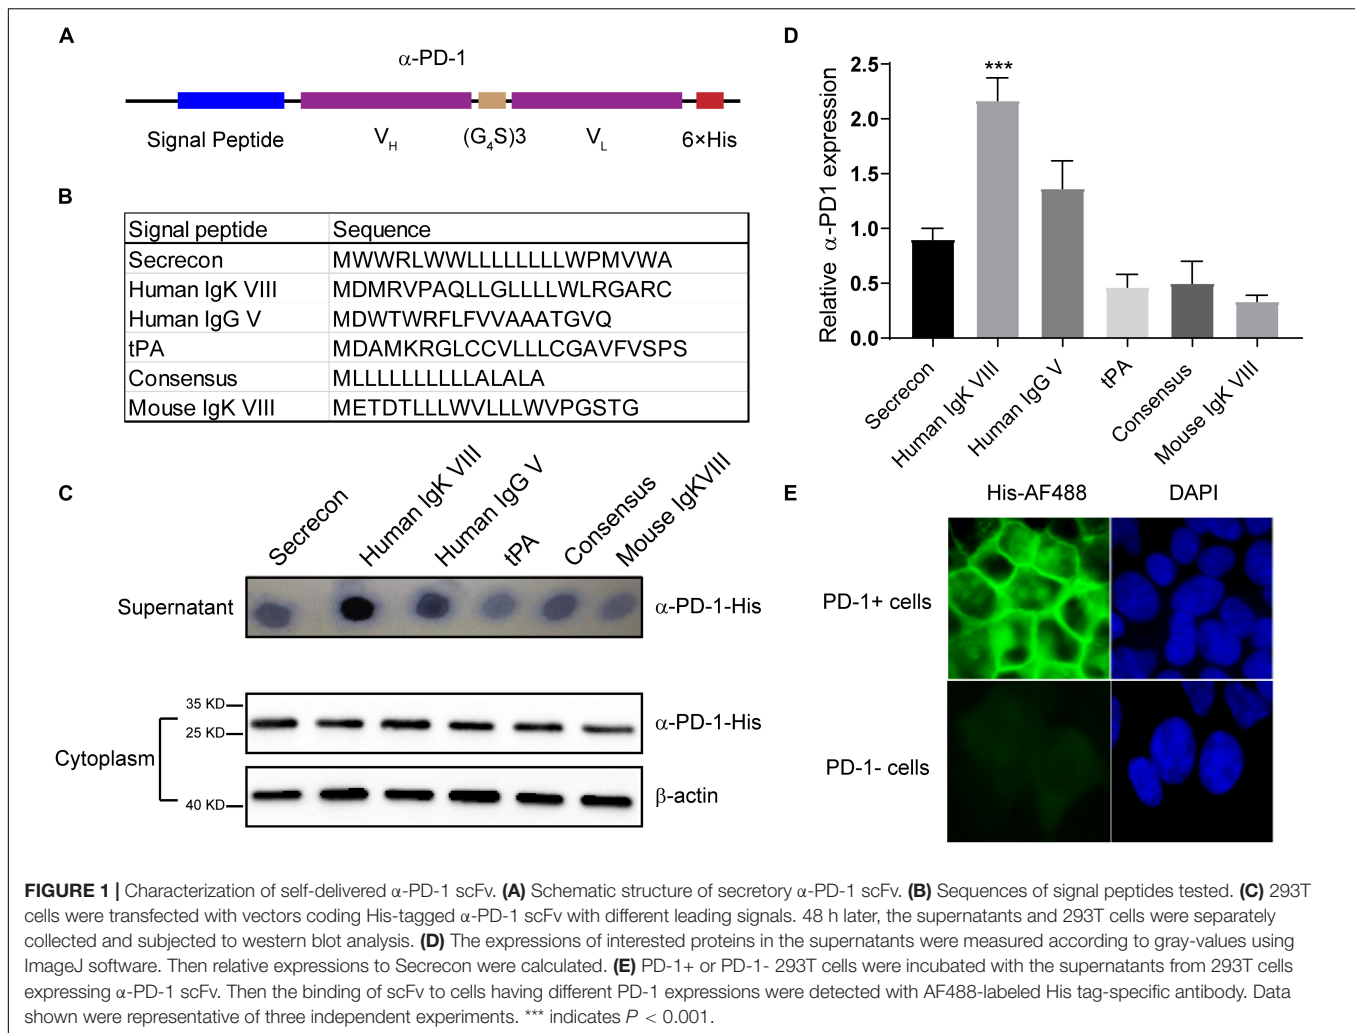 A
α-PD-1
Signal Peptide
V_H
(G_4S)3
V_L
6×His
B
Signal peptide Sequence
Secrecon MWWRLWWLLLLLLLLWPMVWA
Human IgK VIII MDMRVPAQLLGLLLLWLRGARC
Human IgG V MDWTWRFLFVVAAATGVQ
tPA MDAMKRGLCCVLLLCGAVFVSPS
Consensus MLLLLLLLLLLALALA
Mouse IgK VIII METDTLLLWVLLLWVPGSTG
C
Secrecon
Human IgK VIII
Human IgG V
tPA
Consensus
Mouse IgKVIII
Supernatant
α-PD-1-His
35 KD
25 KD
α-PD-1-His
Cytoplasm
40 KD
β-actin
D
Relative α-PD1 expression
2.5
2.0
1.5
1.0
0.5
0.0
***
Secrecon
Human IgK VIII
Human IgG V
tPA
Consensus
Mouse IgK VIII
E
His-AF488
DAPI
PD-1+ cells
PD-1- cells
FIGURE 1 | Characterization of self-delivered α-PD-1 scFv. (A) Schematic structure of secretory α-PD-1 scFv. (B) Sequences of signal peptides tested. (C) 293T
cells were transfected with vectors coding His-tagged α-PD-1 scFv with different leading signals. 48 h later, the supernatants and 293T cells were separately
collected and subjected to western blot analysis. (D) The expressions of interested proteins in the supernatants were measured according to gray-values using
ImageJ software. Then relative expressions to Secrecon were calculated. (E) PD-1+ or PD-1- 293T cells were incubated with the supernatants from 293T cells
expressing α-PD-1 scFv. Then the binding of scFv to cells having different PD-1 expressions were detected with AF488-labeled His tag-specific antibody. Data
shown were representative of three independent experiments. *** indicates P < 0.001.